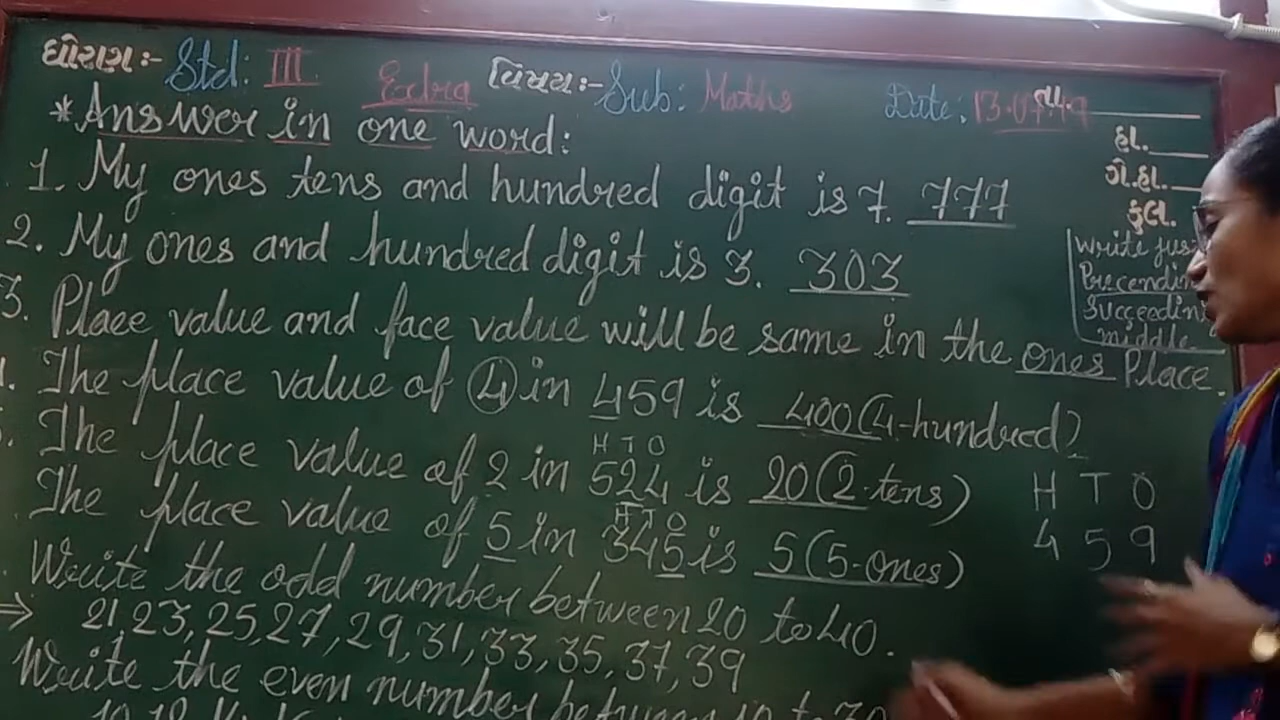 ધોરણ:- Std: III Extra વિષય:- Sub: Maths Date: તા.
હા.
ગે.હા.
કુલ.
* Answer in one word:
1. My ones tens and hundred digit is 7. 777
2. My ones and hundred digit is 3. 303
Write jus
Precendin
Succeedin
middle
3. Place value and face value will be same in the ones Place.
The place value of 4 in 459 is 400(4-hundred)
H T O
The place value of 2 in 524 is 20(2-tens)
H T O
The place value of 5 in 345 is 5(5-ones)
H T O
4 5 9
Write the odd number between 20 to 40.
⇒ 21, 23, 25, 27, 29, 31, 33, 35, 37, 39
Write the even number between